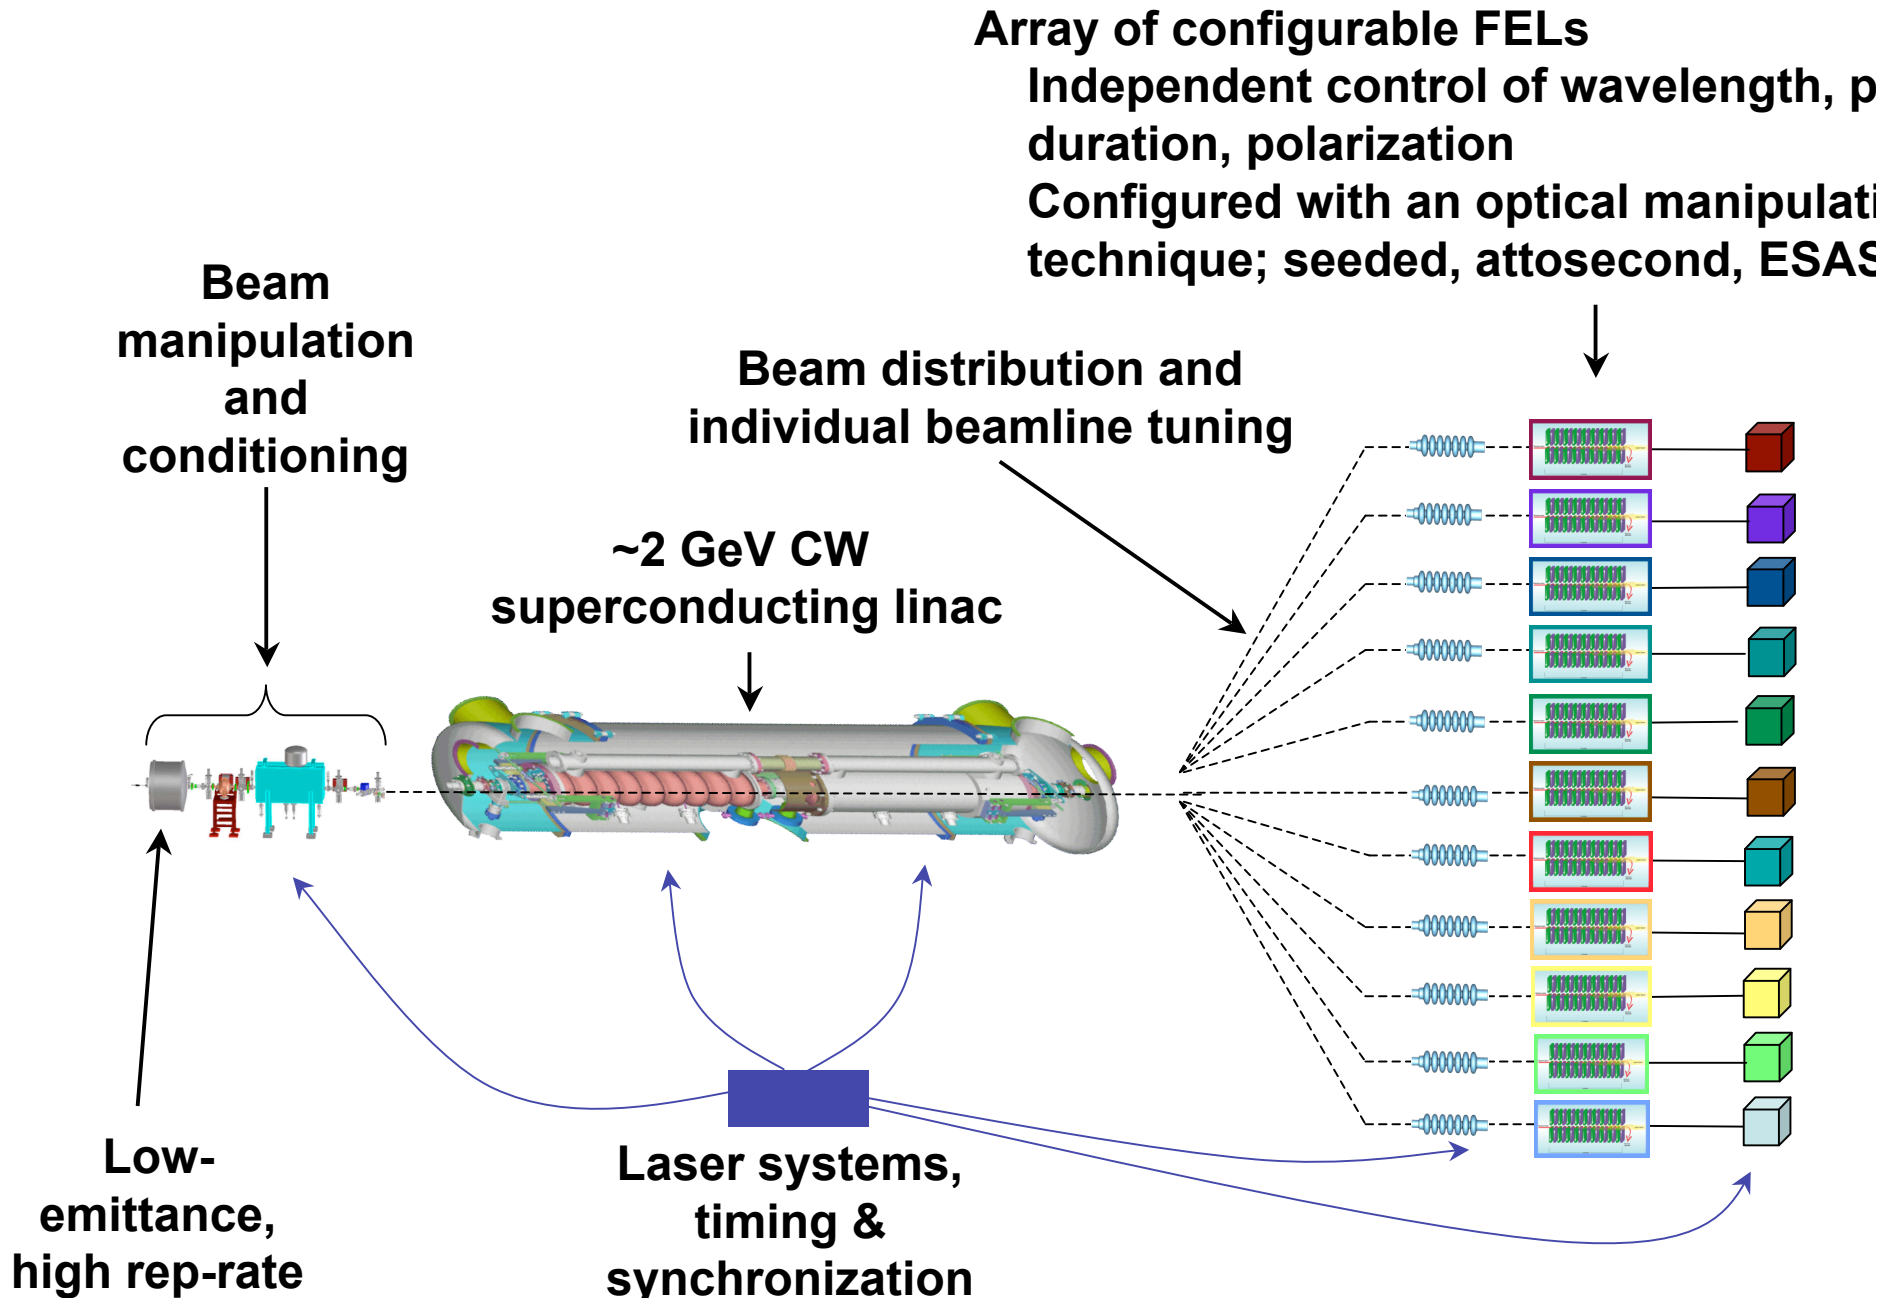 Array of configurable FELs
Independent control of wavelength,
duration, polarization
Configured with an optical
technique; seeded, attosecond,
Beam
manipulation
and
conditioning
Beam distribution and
individual beamline tuning
~2 GeV CW
superconducting linac
Low-
emittance,
high rep-rate
Laser systems,
timing &
synchronization